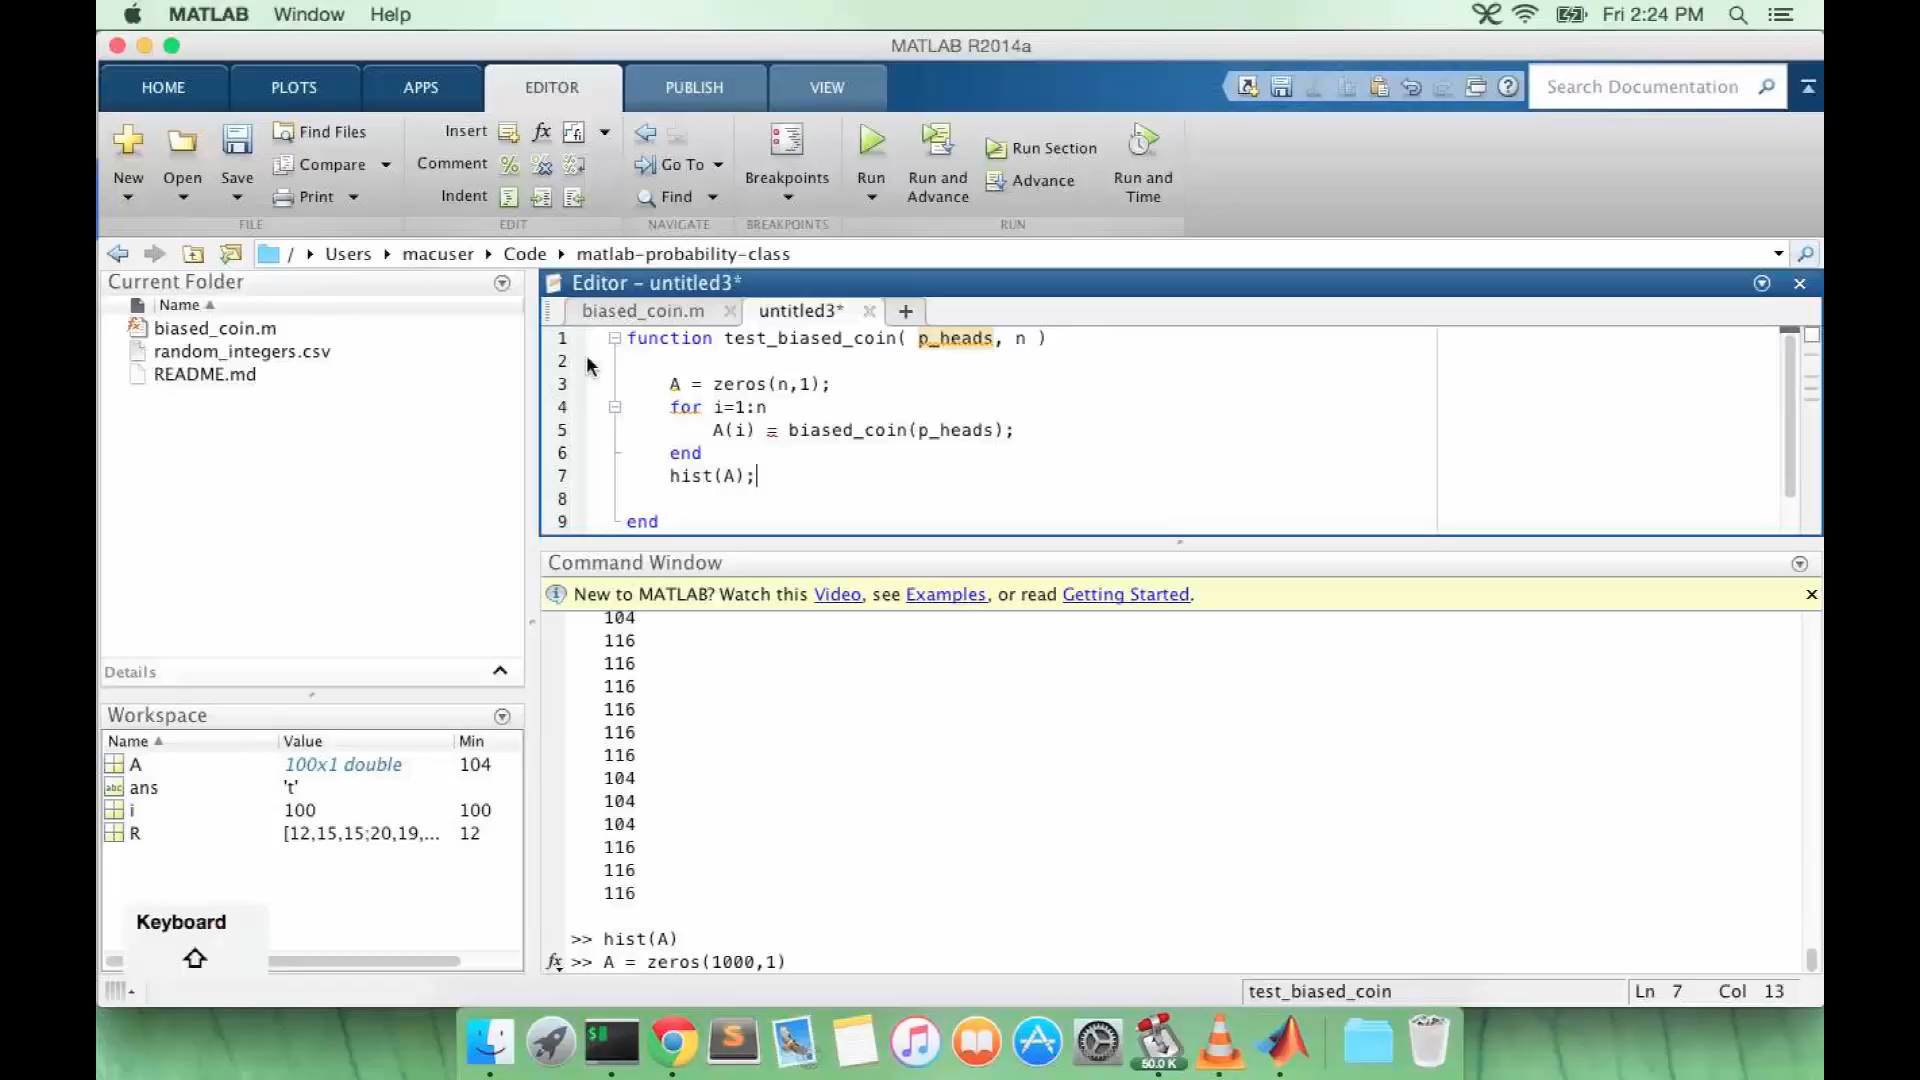 MATLAB Window Help Fri 2:24 PM
MATLAB R2014a
HOME PLOTS APPS EDITOR PUBLISH VIEW Search Documentation
New Open Save Find Files Compare Print
FILE
Insert fx
Comment %
Indent
EDIT
Go To
Find
NAVIGATE
Breakpoints
BREAKPOINTS
Run Run and Advance Run Section Advance Run and Time
RUN
/ Users macuser Code matlab-probability-class
Current Folder
Name
biased_coin.m
random_integers.csv
README.md
Details
Workspace
Name Value Min
A 100x1 double 104
abc ans 't'
i 100 100
R [12,15,15;20,19,... 12
Keyboard
Editor - untitled3*
biased_coin.m untitled3*
1 function test_biased_coin( p_heads, n )
2
3 A = zeros(n,1);
4 for i=1:n
5 A(i) = biased_coin(p_heads);
6 end
7 hist(A);
8
9 end
Command Window
New to MATLAB? Watch this Video, see Examples, or read Getting Started.
104
116
116
116
116
116
116
104
104
104
116
116
116
>> hist(A)
fx >> A = zeros(1000,1)
test_biased_coin Ln 7 Col 13
50.0 K